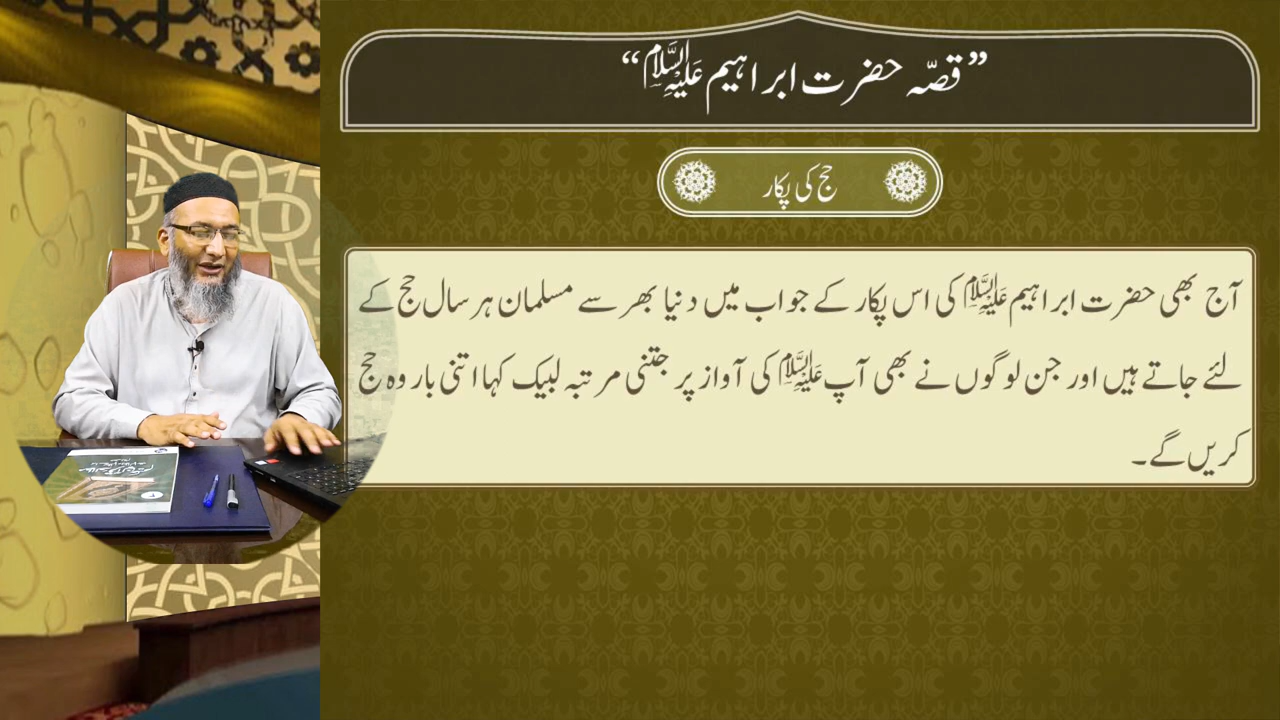 ”قصّہ حضرت ابراہیم علیہ السلام“
حج کی پکار
آج بھی حضرت ابراہیم علیہ السلام کی اس پکار کے جواب میں دنیا بھر سے مسلمان ہر سال حج کے
لئے جاتے ہیں اور جن لوگوں نے بھی آپ علیہ السلام کی آواز پر جتنی مرتبہ لبیک کہا اتنی بار وہ حج
کریں گے۔